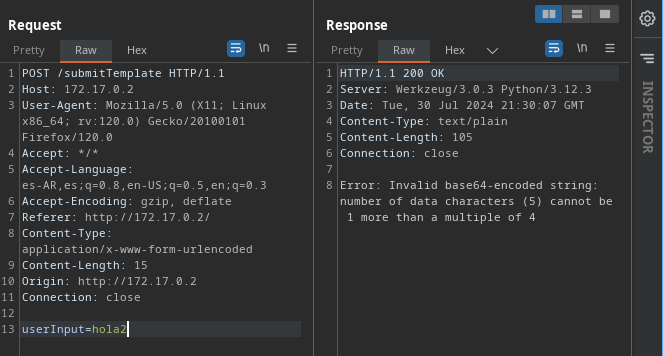 Request
Pretty Raw Hex \n
1 POST /submitTemplate HTTP/1.1
2 Host: 172.17.0.2
3 User-Agent: Mozilla/5.0 (X11; Linux
x86_64; rv:120.0) Gecko/20100101
Firefox/120.0
4 Accept: */*
5 Accept-Language:
es-AR,es;q=0.8,en-US;q=0.5,en;q=0.3
6 Accept-Encoding: gzip, deflate
7 Referer: http://172.17.0.2/
8 Content-Type:
application/x-www-form-urlencoded
9 Content-Length: 15
10 Origin: http://172.17.0.2
11 Connection: close
12
13 userInput=hola2
Response
Pretty Raw Hex \n
1 HTTP/1.1 200 OK
2 Server: Werkzeug/3.0.3 Python/3.12.3
3 Date: Tue, 30 Jul 2024 21:30:07 GMT
4 Content-Type: text/plain
5 Content-Length: 105
6 Connection: close
7
8 Error: Invalid base64-encoded string:
number of data characters (5) cannot be
1 more than a multiple of 4
INSPECTOR